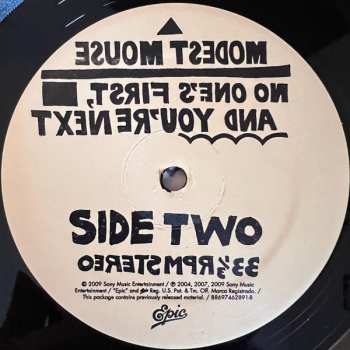 MODEST MOUSE
NO ONE'S FIRST,
AND YOU'RE NEXT
SIDE TWO
33⅓ RPM STEREO
© 2009 Sony Music Entertainment / ℗ 2004, 2007, 2009 Sony Music
Entertainment / "Epic" and Epic Reg. U.S. Pat. & Tm. Off. Marca Registrada. /
This package contains previously released material. / 88697462891-B
Epic